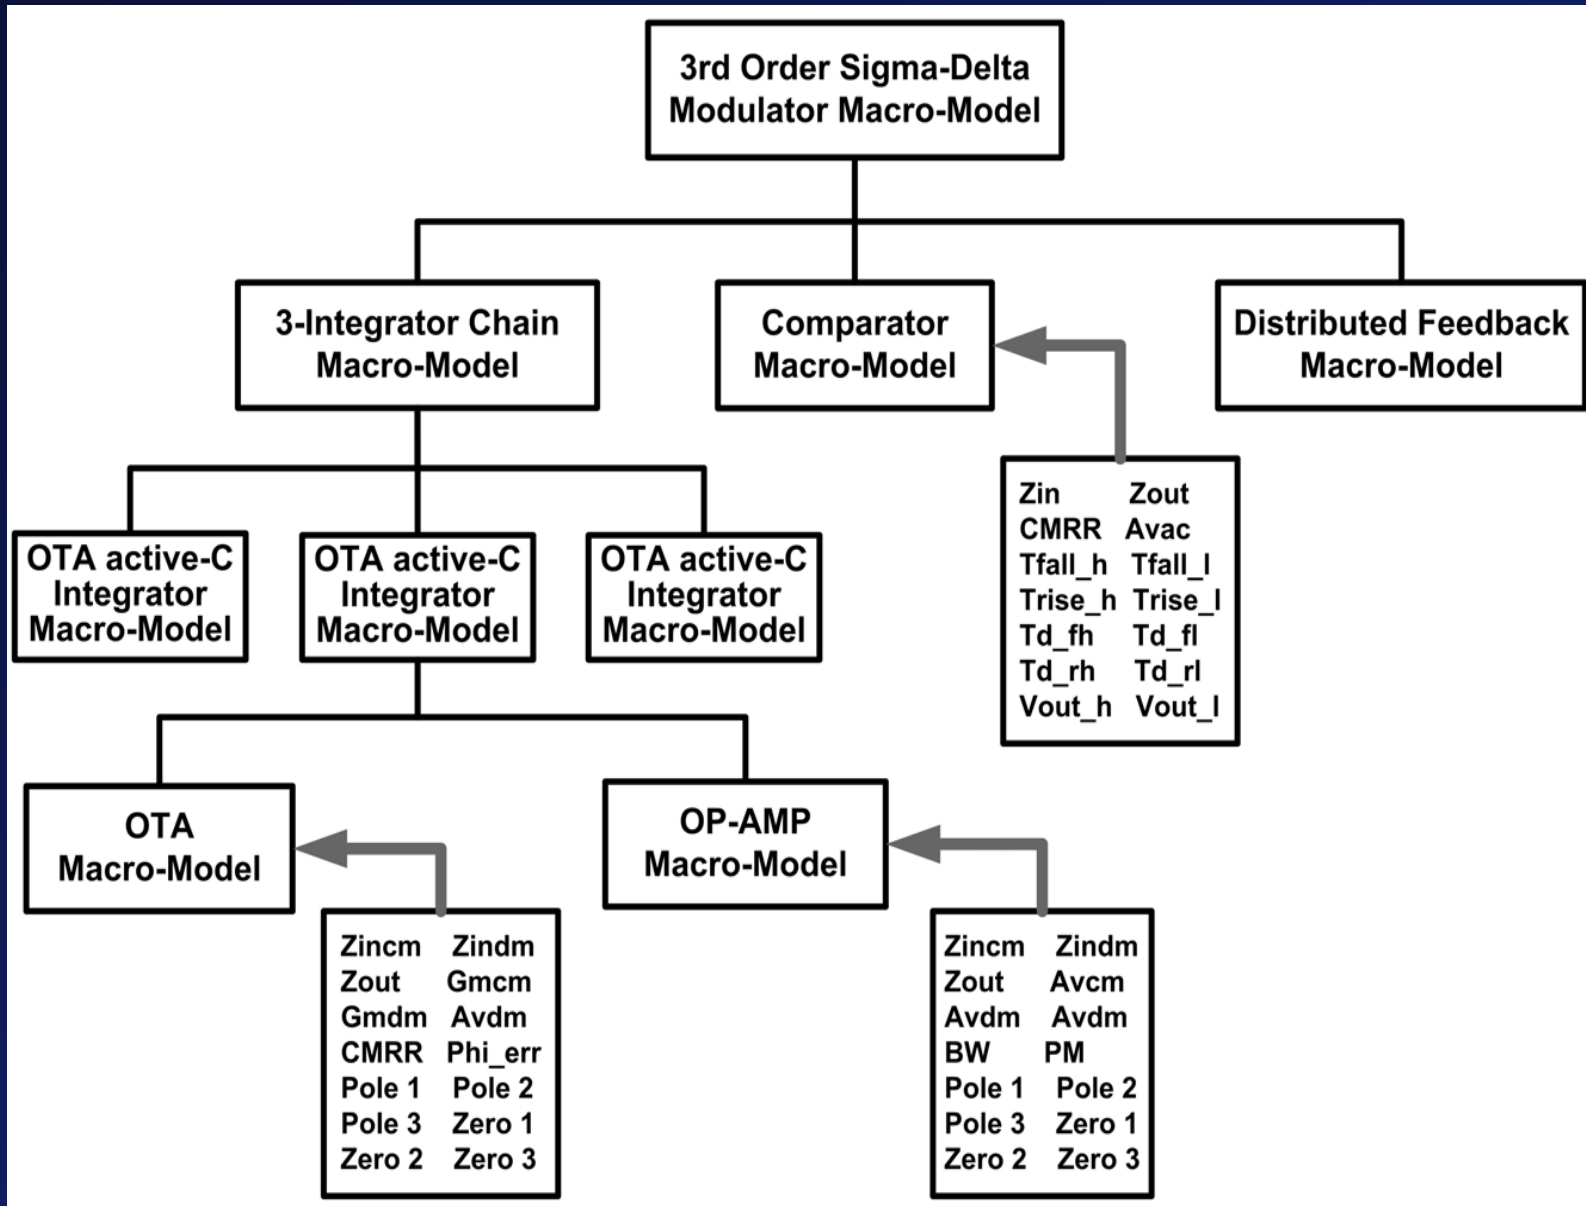 3rd Order Sigma-Delta
Modulator Macro-Model
3-Integrator Chain
Macro-Model
Comparator
Macro-Model
Distributed Feedback
Macro-Model
Zin Zout
CMRR Avac
Tfall_h Tfall_l
Trise_h Trise_l
Td_fh Td_fl
Td_rh Td_rl
Vout_h Vout_l
OTA active-C
Integrator
Macro-Model
OTA active-C
Integrator
Macro-Model
OTA active-C
Integrator
Macro-Model
OTA
Macro-Model
OP-AMP
Macro-Model
Zincm Zindm
Zout Gmcm
Gmdm Avdm
CMRR Phi_err
Pole 1 Pole 2
Pole 3 Zero 1
Zero 2 Zero 3
Zincm Zindm
Zout Avcm
Avdm Avdm
BW PM
Pole 1 Pole 2
Pole 3 Zero 1
Zero 2 Zero 3